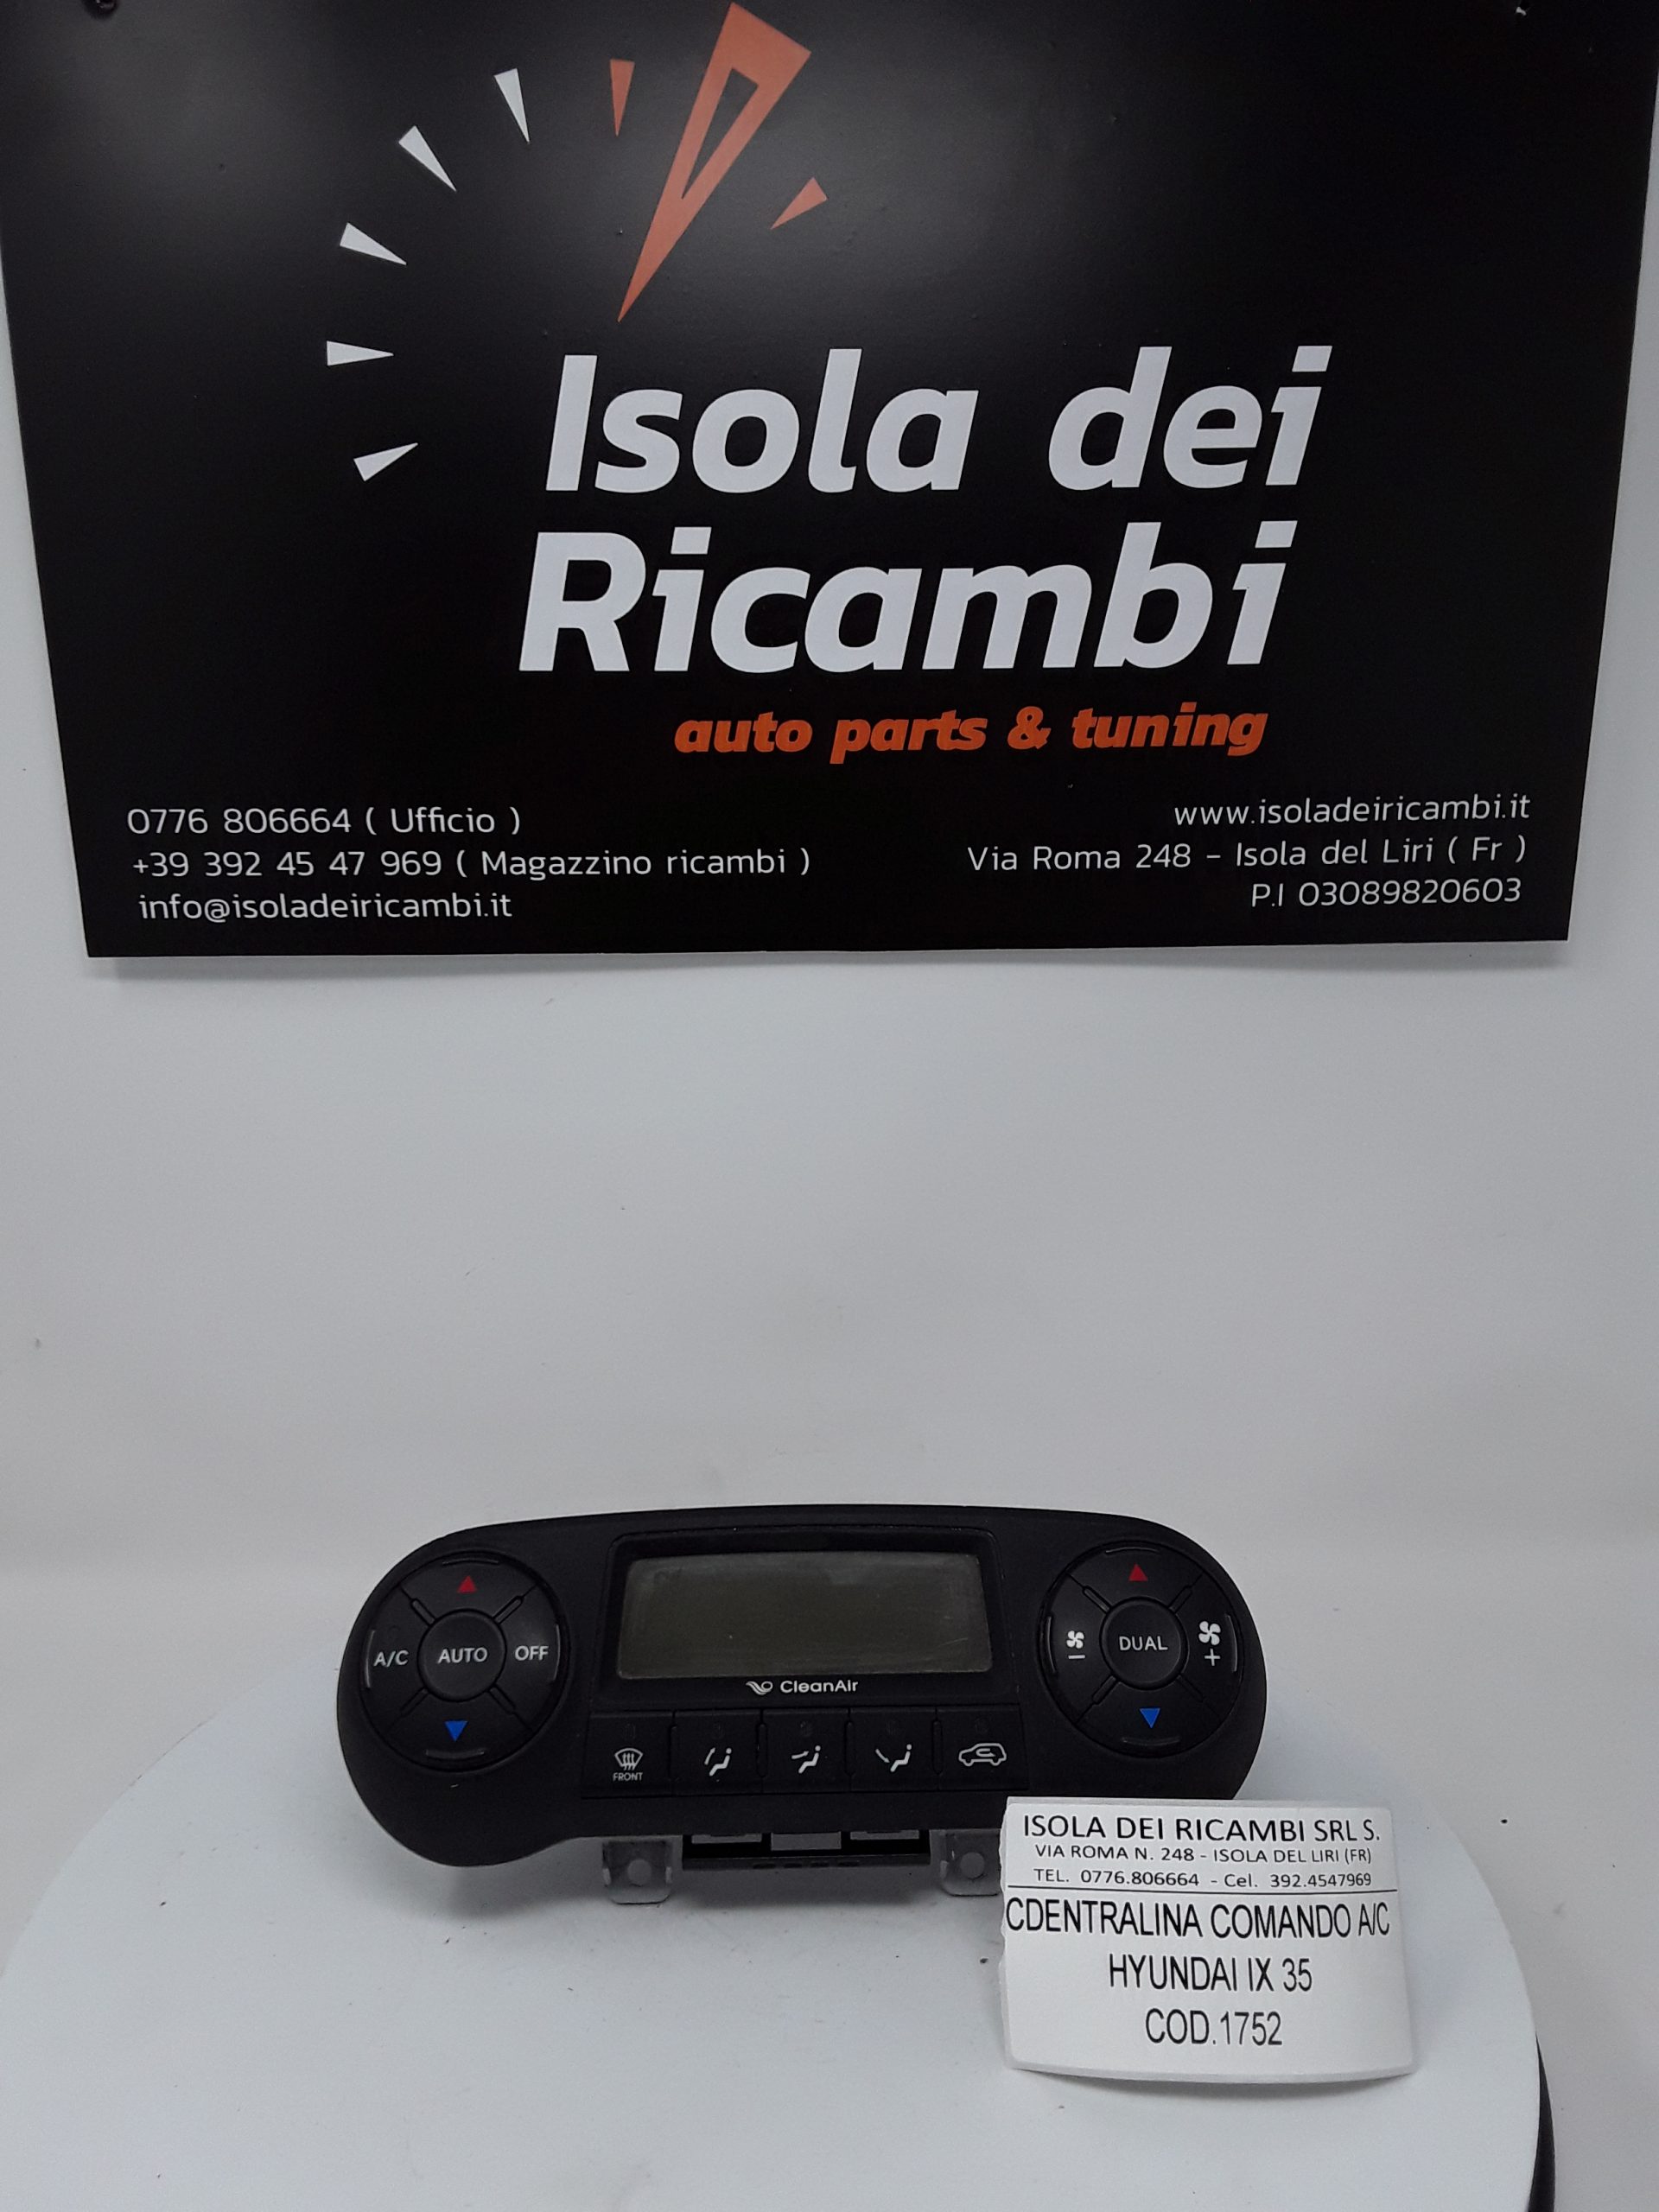 Isola dei
Ricambi
auto parts & tuning
0776 806664 ( Ufficio )
+39 392 45 47 969 ( Magazzino ricambi )
info@isoladeiricambi.it
www.isoladeiricambi.it
Via Roma 248 - Isola del Liri ( Fr )
P.I 03089820603
A/C AUTO OFF
CleanAir
FRONT
- DUAL +
ISOLA DEI RICAMBI SRL S.
VIA ROMA N. 248 - ISOLA DEL LIRI (FR)
TEL. 0776.806664 - Cel. 392.4547969
CDENTRALINA COMANDO A/C
HYUNDAI IX 35
COD.1752